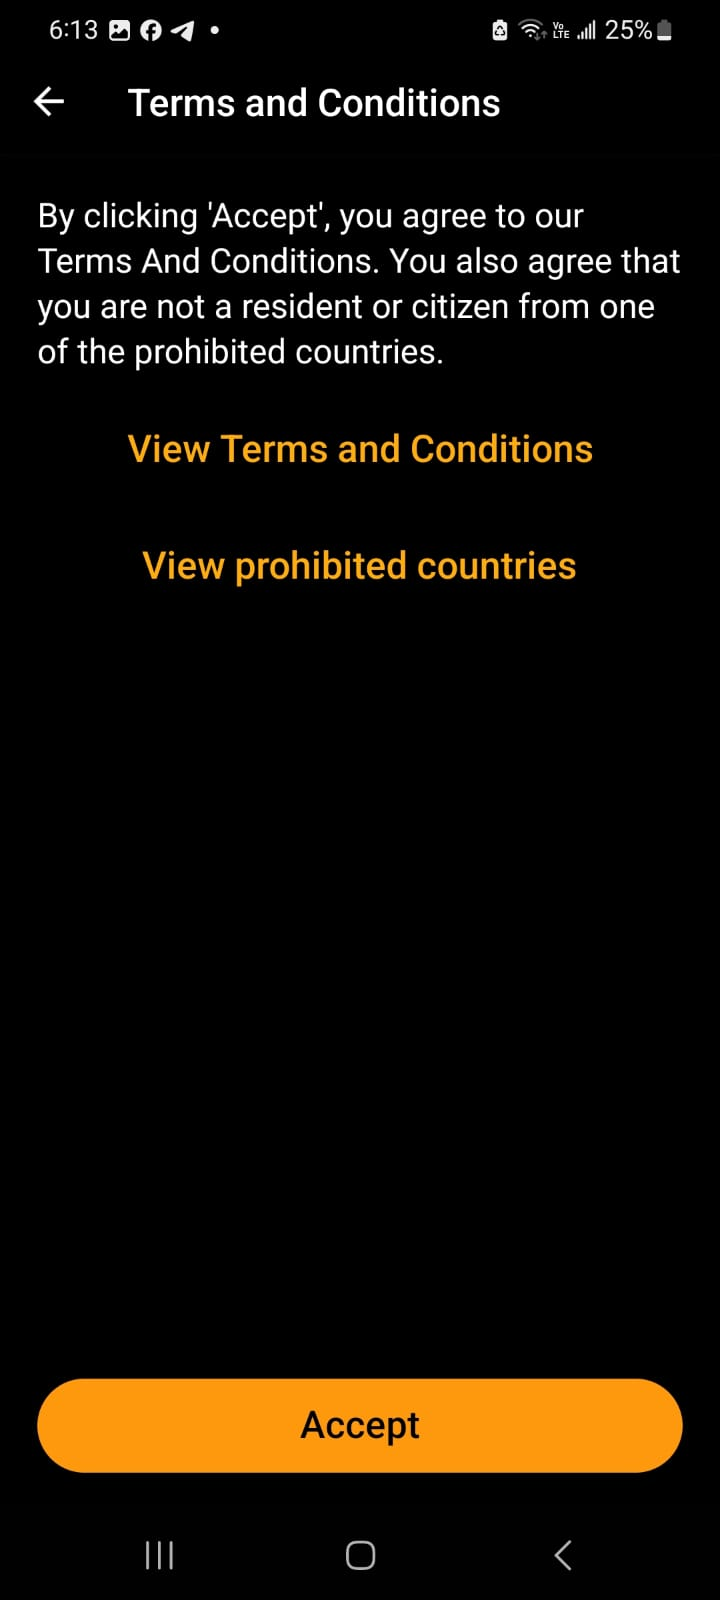 6:13
Vo
LTE
25%
Terms and Conditions
By clicking 'Accept', you agree to our
Terms And Conditions. You also agree that
you are not a resident or citizen from one
of the prohibited countries.
View Terms and Conditions
View prohibited countries
Accept